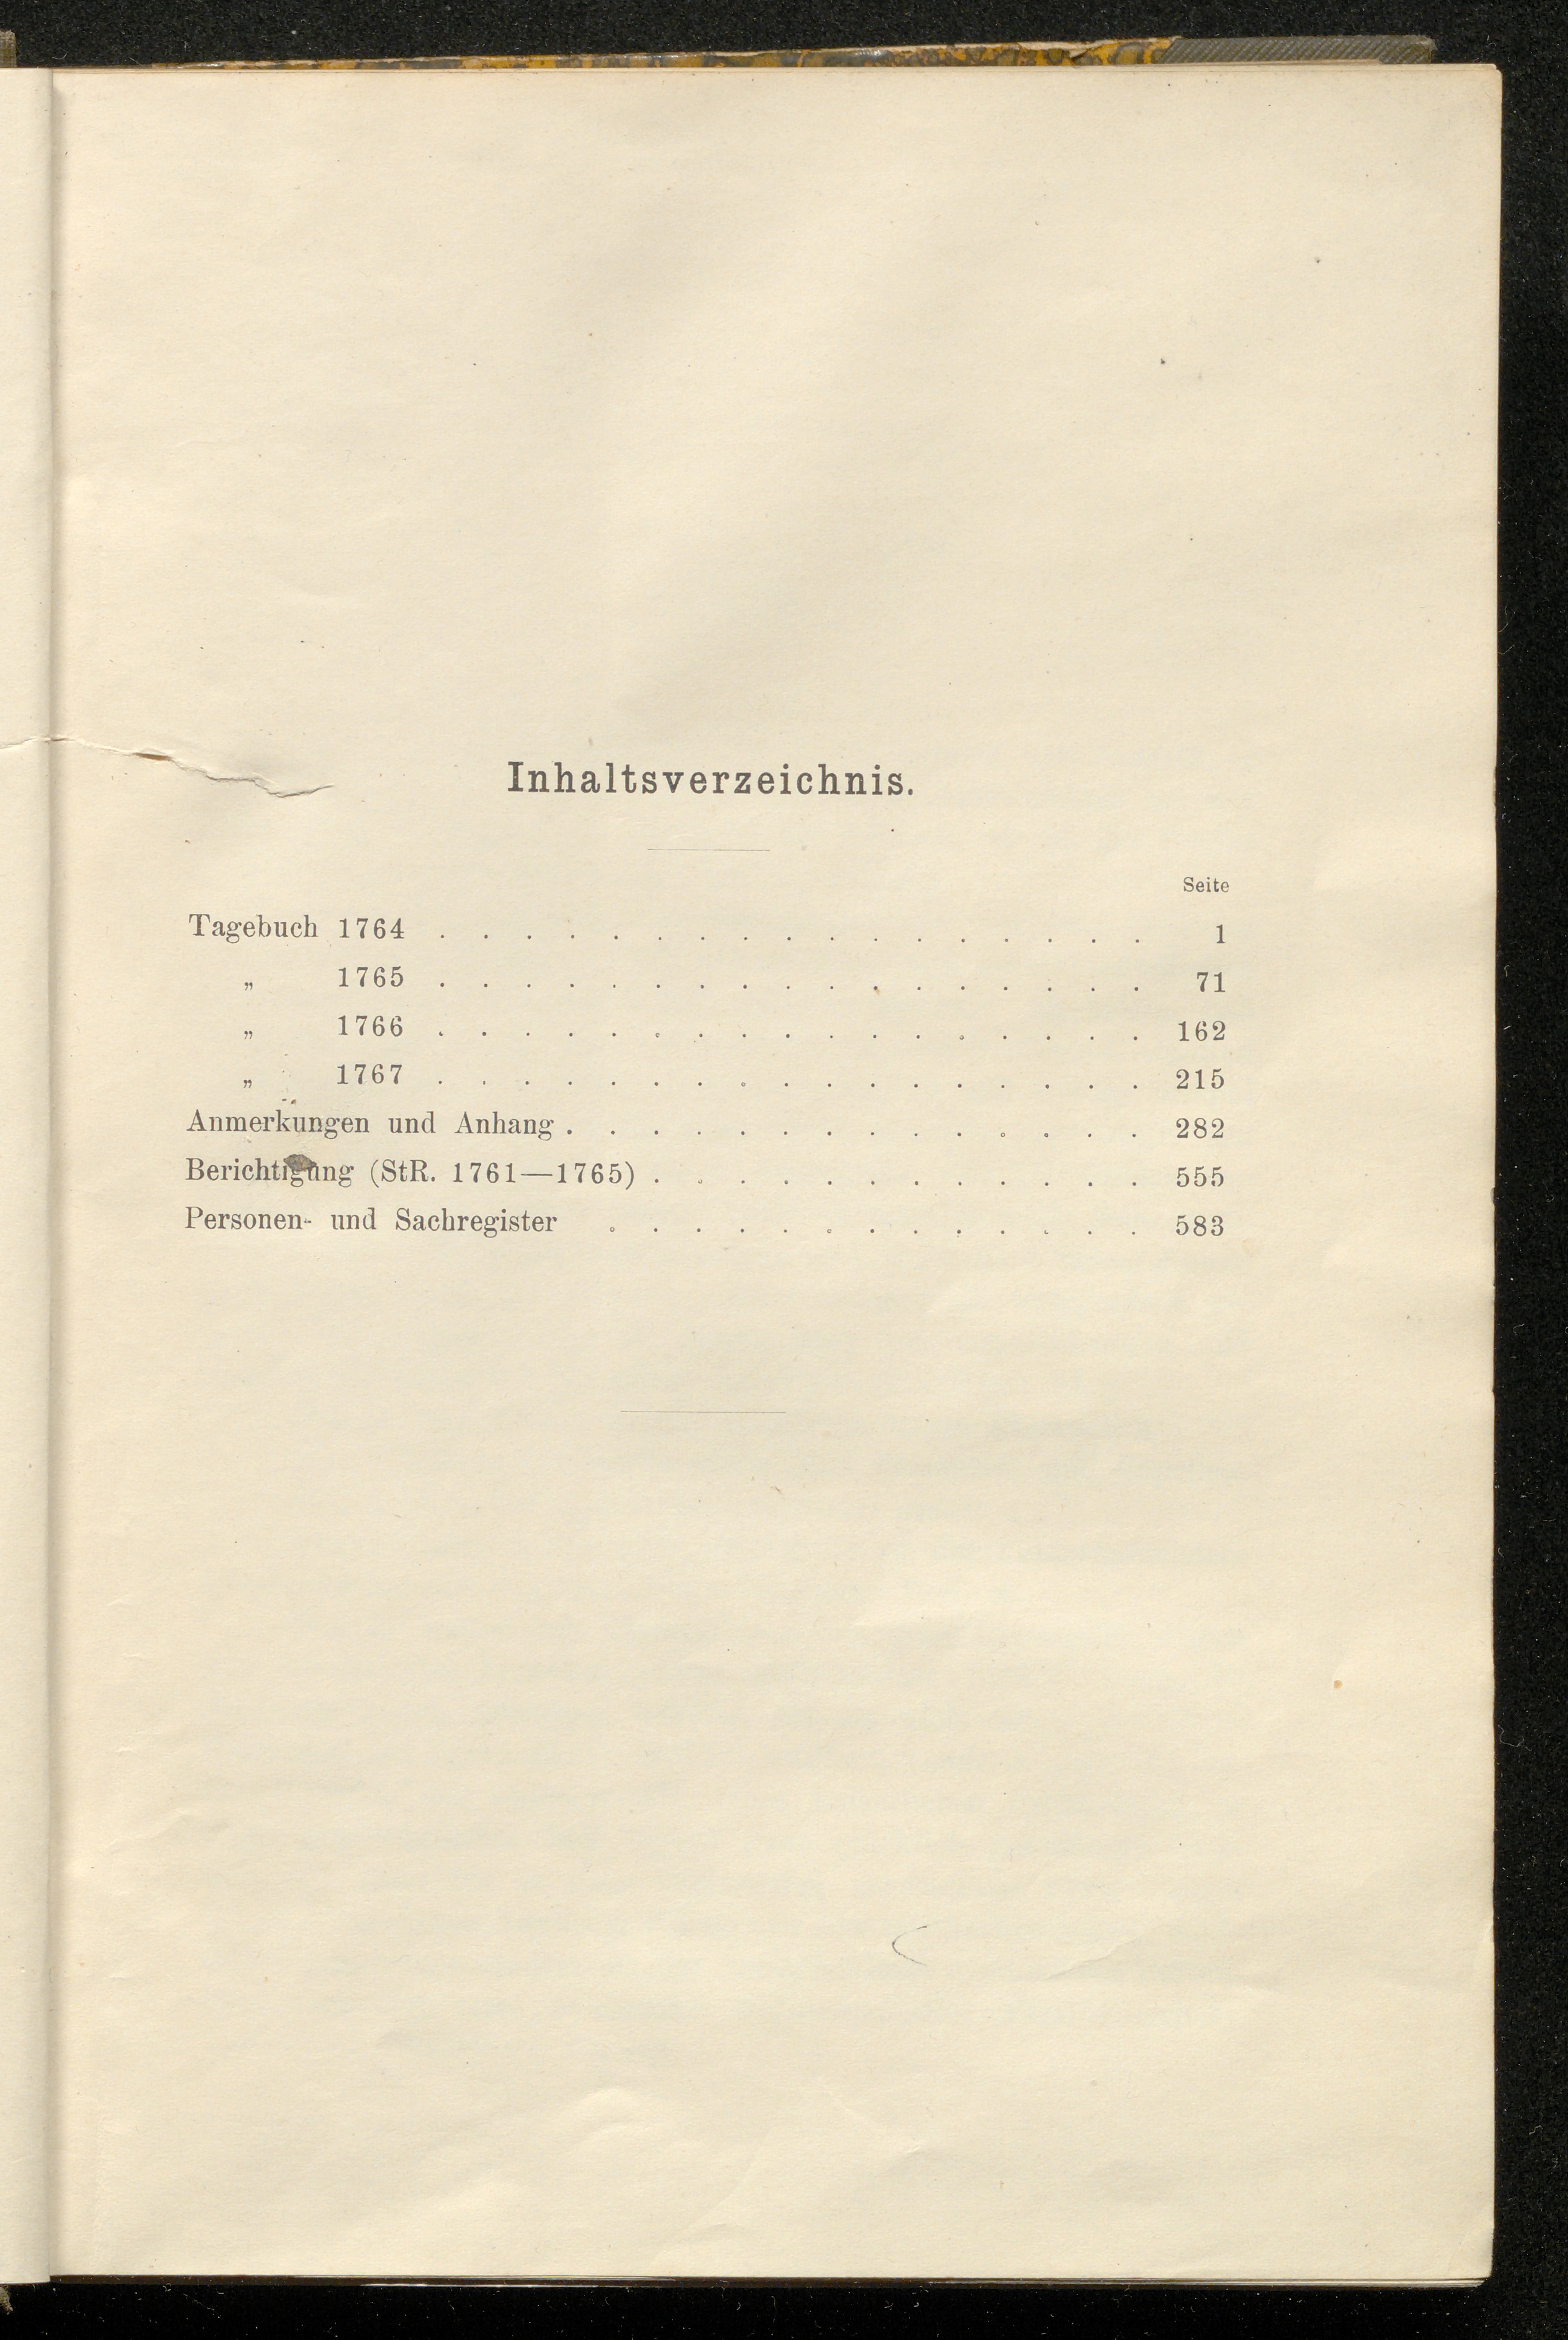 Inhaltsverzeichnis.
Seite
Tagebuch 1764 . . . . . . . . . . . . . . . . . 1
„ 1765 . . . . . . . . . . . . . . . . . 71
„ 1766 . . . . . . . . . . . . . . . . . 162
„ 1767 . . . . . . . . . . . . . . . . . 215
Anmerkungen und Anhang . . . . . . . . . . . . . . 282
Berichtigung (StR. 1761—1765) . . . . . . . . . . . . 555
Personen- und Sachregister . . . . . . . . . . . . . 583